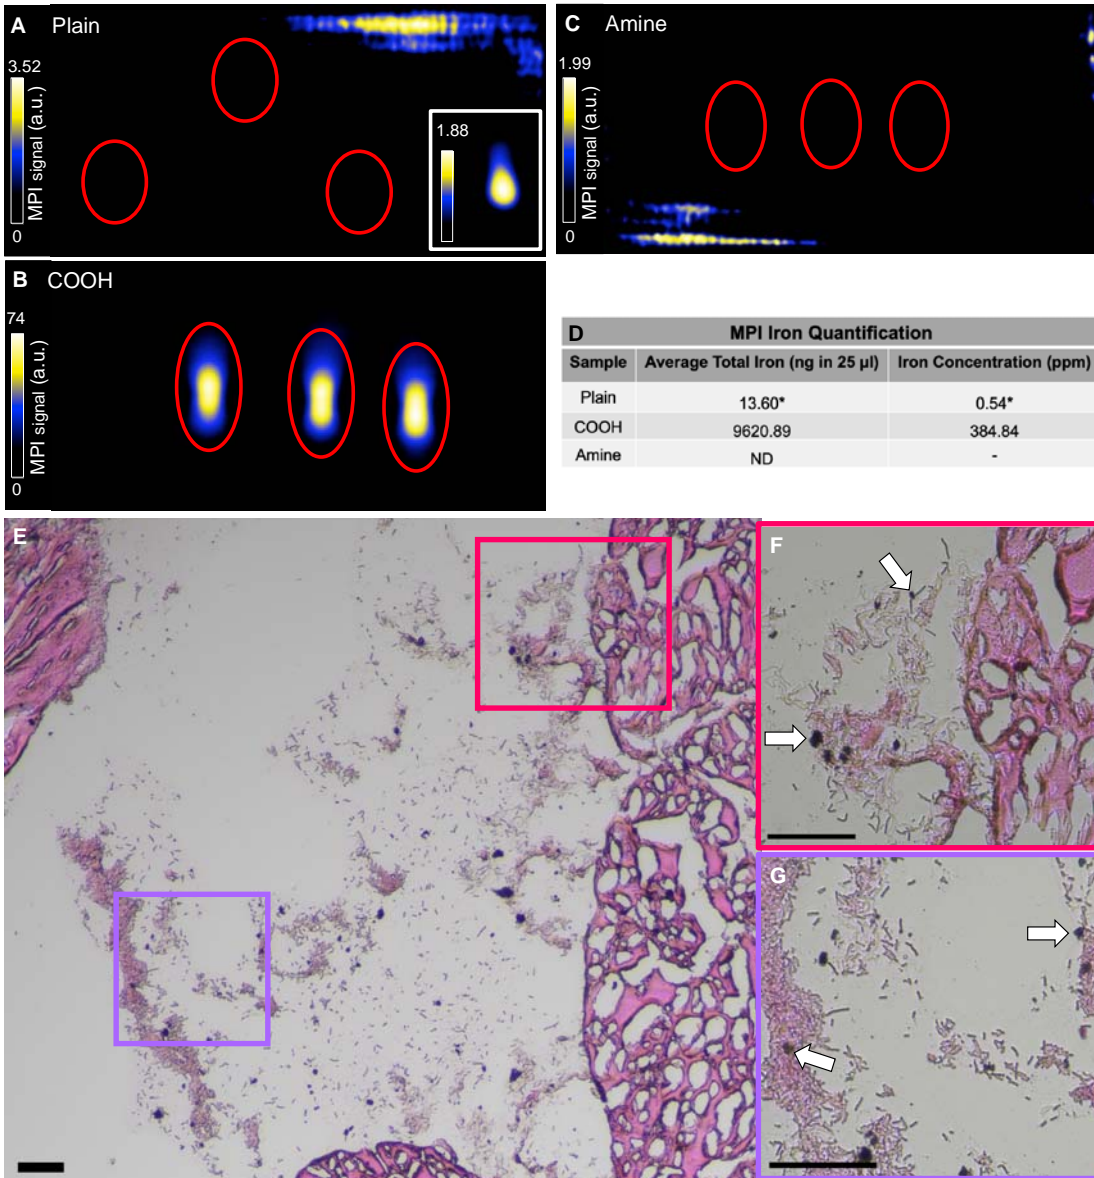 A Plain
3.52
MPI signal (a.u.)
0
1.88
B COOH
74
MPI signal (a.u.)
0
C Amine
1.99
MPI signal (a.u.)
0
D MPI Iron Quantification
Sample Average Total Iron (ng in 25 µl) Iron Concentration (ppm)
Plain 13.60* 0.54*
COOH 9620.89 384.84
Amine ND -
E
F
G